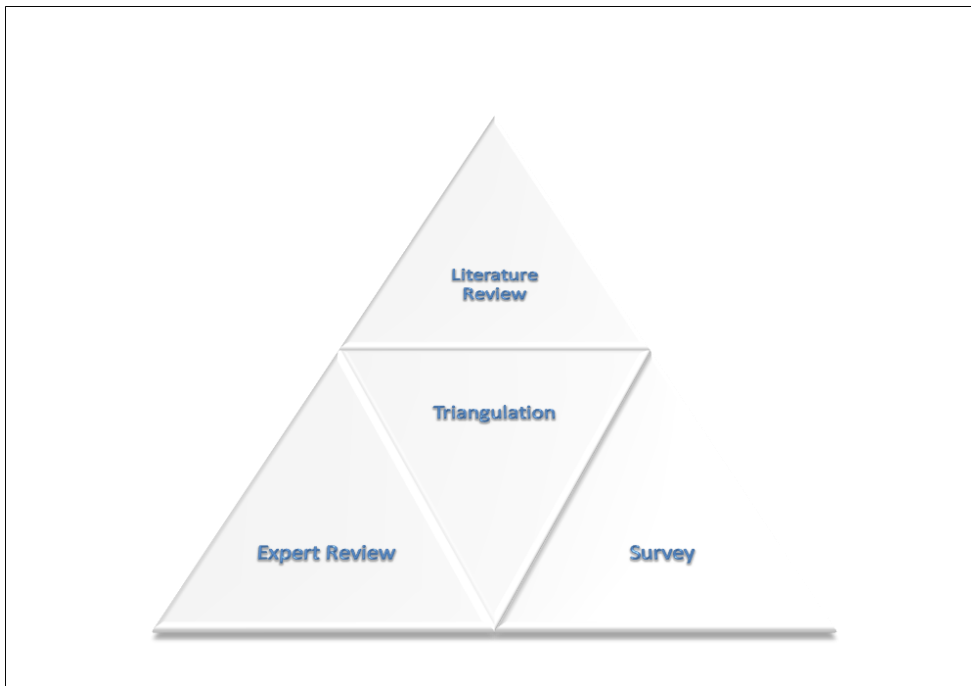 Literature
Review
Triangulation
Expert Review
Survey